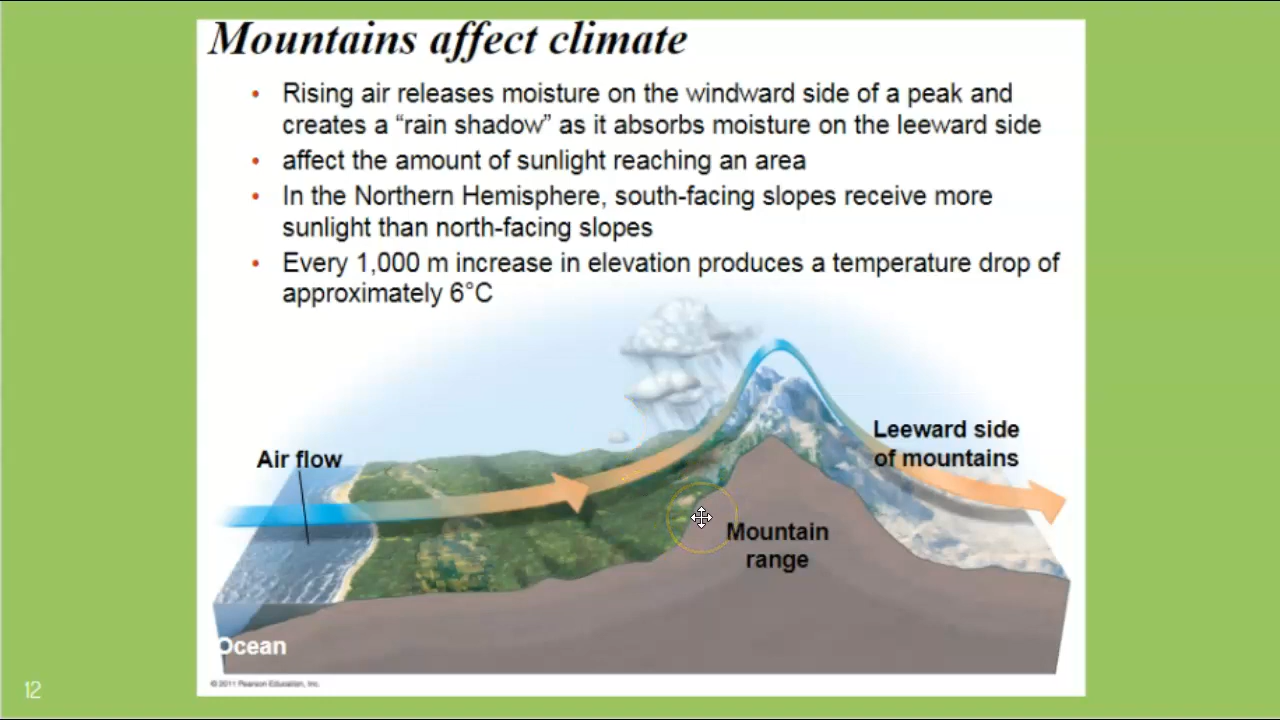 Mountains affect climate
• Rising air releases moisture on the windward side of a peak and
creates a “rain shadow” as it absorbs moisture on the leeward side
• affect the amount of sunlight reaching an area
• In the Northern Hemisphere, south-facing slopes receive more
sunlight than north-facing slopes
• Every 1,000 m increase in elevation produces a temperature drop of
approximately 6°C
Leeward side
of mountains
Air flow
Mountain
range
Ocean
© 2011 Pearson Education, Inc.
12